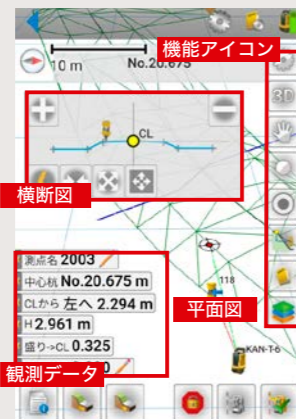 機能アイコン
10 m
No.20.675
3D
CL
横断図
測点名 2003
中心杭 No.20.675 m
CLから 左へ 2.294 m
H 2.961 m
盛り->CL 0.325
観測データ
118
平面図
KAN-T-6